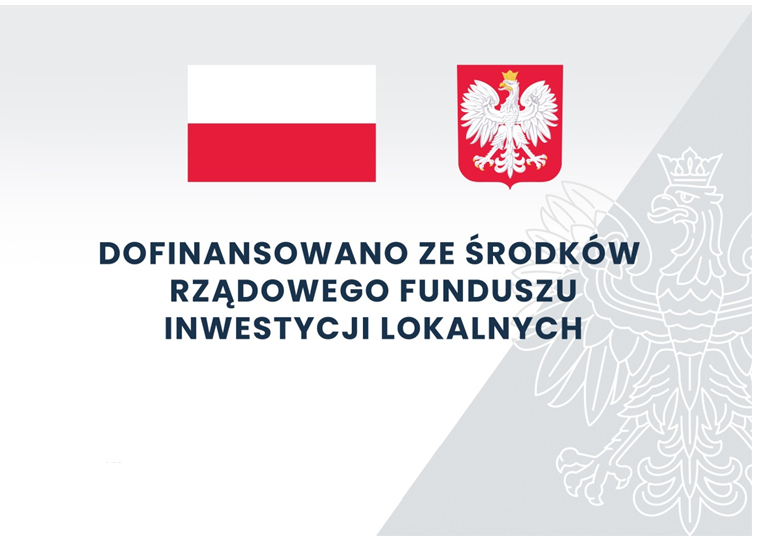 DOFINANSOWANO ZE ŚRODKÓW
RZĄDOWEGO FUNDUSZU
INWESTYCJI LOKALNYCH